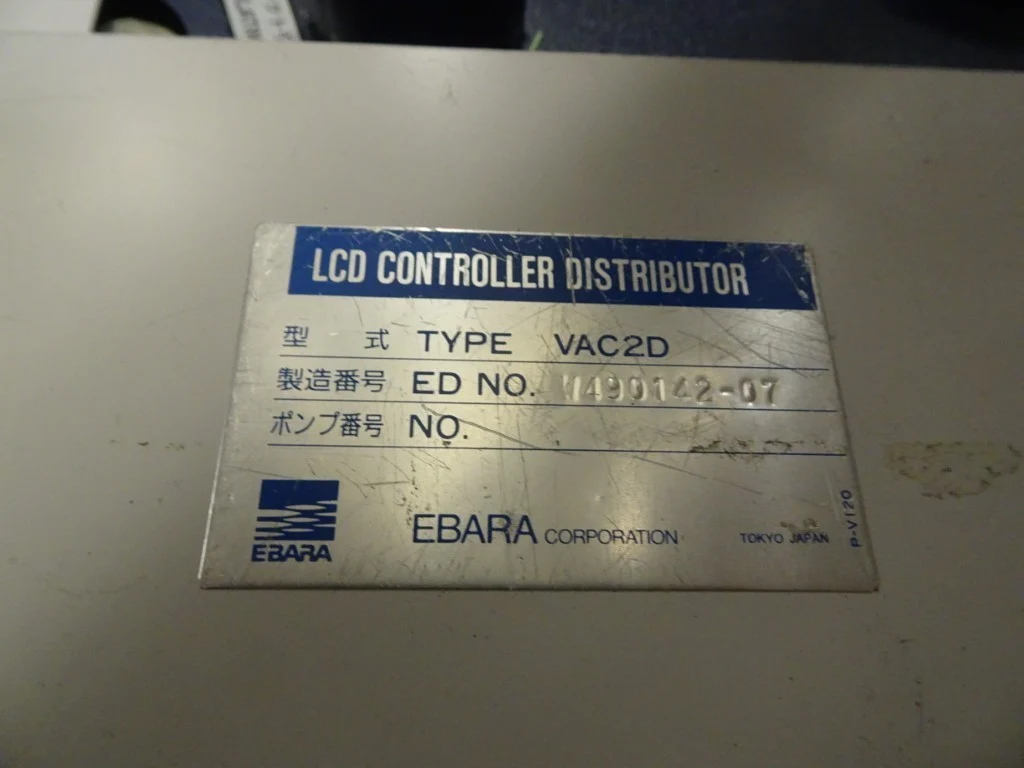 LCD CONTROLLER DISTRIBUTOR
型 式 TYPE VAC2D
製造番号 ED NO. V490142-07
ポンプ番号 NO.
EBARA
EBARA CORPORATION
TOKYO JAPAN
P-V120